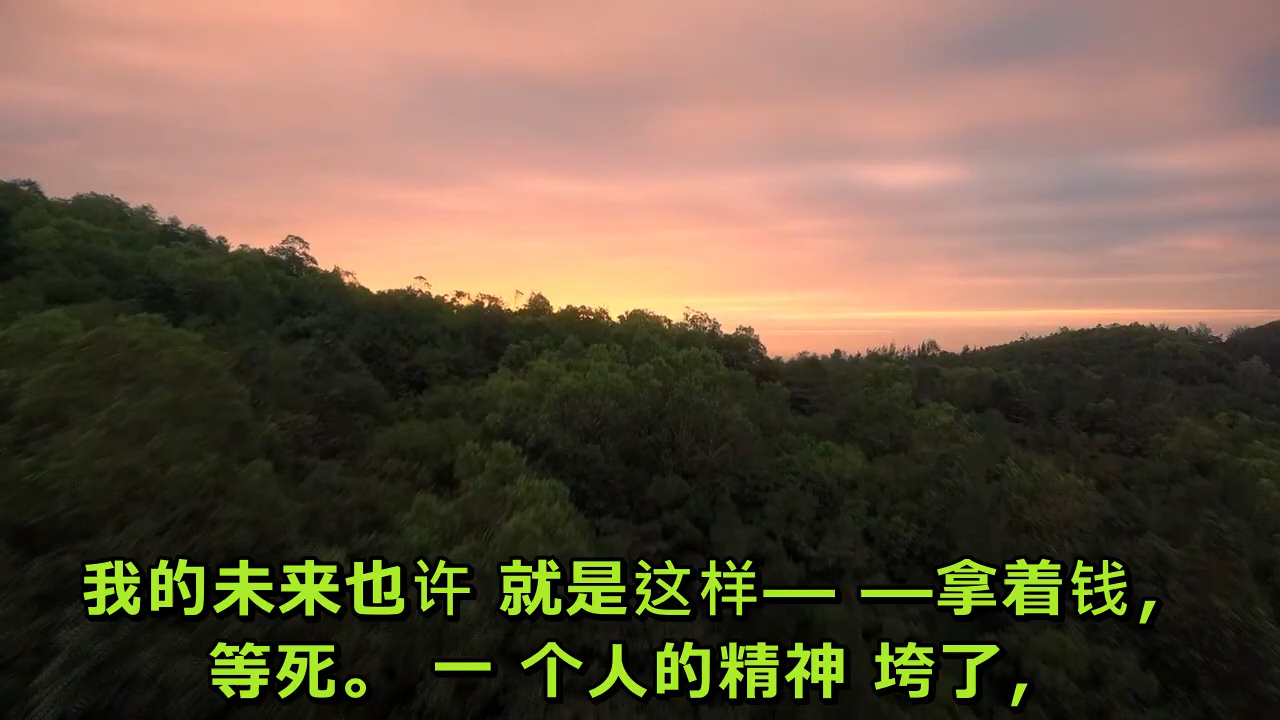 我的未来也许 就是这样— —拿着钱，
等死。 一 个人的精神 垮了，